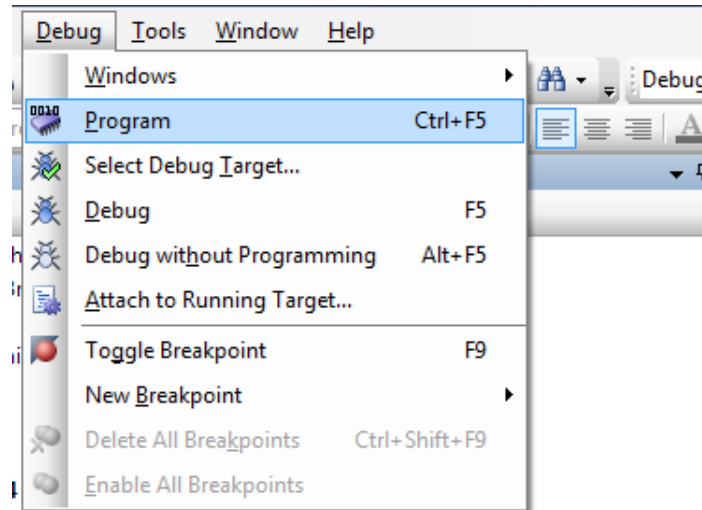 Debug Tools Window Help
Windows
Debug
0010
Program Ctrl+F5
A
Select Debug Target...
Debug F5
Debug without Programming Alt+F5
Attach to Running Target...
Toggle Breakpoint F9
New Breakpoint
Delete All Breakpoints Ctrl+Shift+F9
Enable All Breakpoints